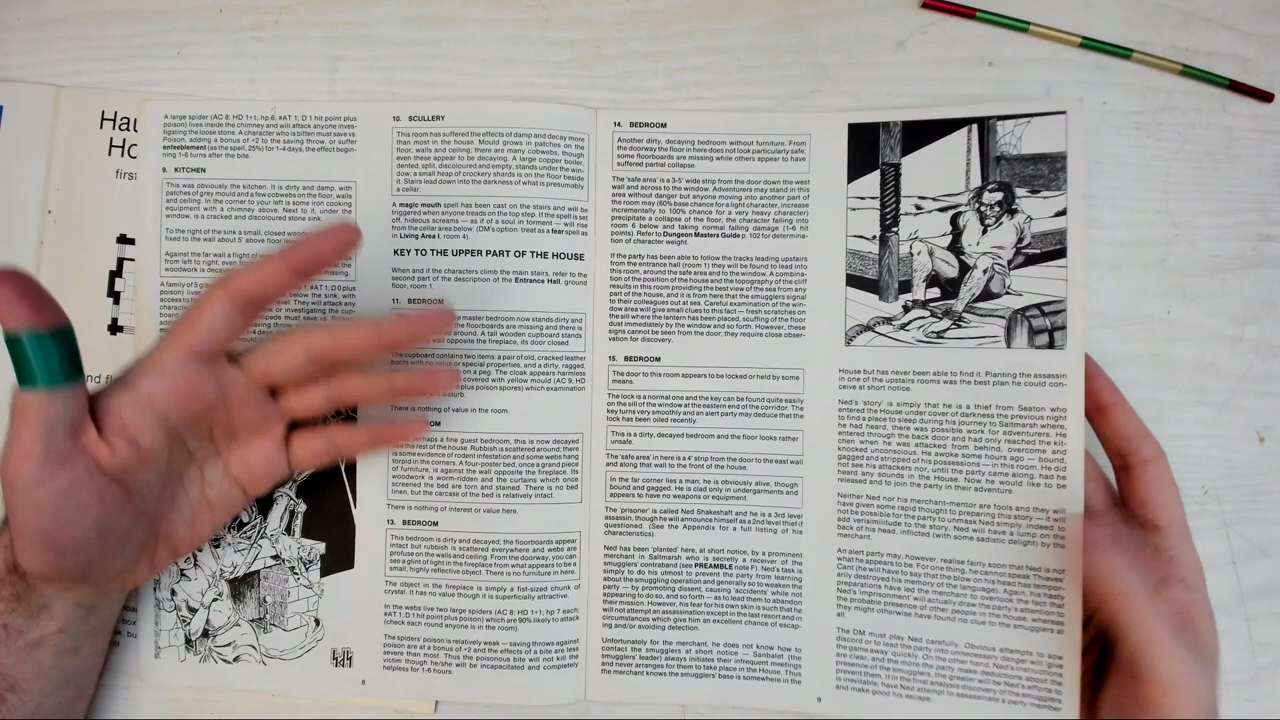 Hau
Ho
first
A large spider (AC 8; HD 1+1; hp 6; #AT 1; D 1 hit point plus
poison) lives inside the chimney and will attack anyone inves-
tigating the loose stone. A character who is bitten must save vs.
Poison, adding a bonus of +2 to the saving throw, or suffer
enfeeblement (as the spell, 25%) for 1-4 days, the effect begin-
ning 1-6 turns after the bite.
9. KITCHEN
This was obviously the kitchen. It is dirty and damp, with
patches of grey mould and a few cobwebs on the floor, walls
and ceiling. In the corner to your left is some iron cooking
equipment with a chimney above. Next to it, under the
window, is a cracked and discoloured stone sink.
To the right of the sink a small, closed
fixed to the wall about 5' above floor
Against the far wall a flight of
from left to right, even from
woodwork is decayed missing.
A family of 5 #AT 1; D0 plus
poison) lives below the sink, with
access to They will attack any
8
10. SCULLERY
This room has suffered the effects of damp and decay more
than most in the house. Mould grows in patches on the
floor, walls and ceiling; there are many cobwebs, though
even these appear to be decaying. A large copper boiler,
dented, split, discoloured and empty, stands under the win-
dow, a small heap of crockery shards is on the floor beside
it. Stairs lead down into the darkness of what is presumably
a cellar.
A magic mouth spell has been cast on the stairs and will be
triggered when anyone treads on the top step. If the spell is set
off, hideous screams — as if of a soul in torment — will rise
from the cellar area below. (DM's option: treat as a fear spell as
in Living Area I, room 4).
KEY TO THE UPPER PART OF THE HOUSE
When and if the characters climb the main stairs, refer to the
second part of the description of the Entrance Hall, ground
floor, room 1.
11. BEDROOM
master bedroom now stands dirty and
floorboards are missing and there is
around. A tall wooden cupboard stands
wall opposite the fireplace, its door closed.
The cupboard contains two items: a pair of old, cracked leather
boots with no value or special properties, and a dirty, ragged,
on a peg. The cloak appears harmless
covered with yellow mould (AC 9, HD
plus poison spores) which examination
disturb.
There is nothing of value in the room.
perhaps a fine guest bedroom, this is now decayed
the rest of the house. Rubbish is scattered around; there
is some evidence of rodent infestation and some webs hang
torpid in the corners. A four-poster bed, once a grand piece
of furniture, is against the wall opposite the fireplace. Its
woodwork is worm-ridden and the curtains which once
screened the bed are torn and stained. There is no bed
linen, but the carcase of the bed is relatively intact.
There is nothing of interest or value here.
13. BEDROOM
This bedroom is dirty and decayed; the floorboards appear
intact but rubbish is scattered everywhere and webs are
profuse on the walls and ceiling. From the doorway, you can
see a glint of light in the fireplace from what appears to be a
small, highly reflective object. There is no furniture in here.
The object in the fireplace is simply a fist-sized chunk of
crystal. It has no value though it is superficially attractive.
In the webs live two large spiders (AC 8; HD 1+1; hp 7 each;
#AT 1; D 1 hit point plus poison) which are 90% likely to attack
(check each round anyone is in the room).
The spiders' poison is relatively weak — saving throws against
poison are at a bonus of +2 and the effects of a bite are less
severe than most. Thus the poisonous bite will not kill the
victim though he/she will be incapacitated and completely
helpless for 1-6 hours.
14. BEDROOM
Another dirty, decaying bedroom without furniture. From
the doorway the floor in here does not look particularly safe;
some floorboards are missing while others appear to have
suffered partial collapse.
The 'safe area' is a 3-5' wide strip from the door down the west
wall and across to the window. Adventurers may stand in this
area without danger but anyone moving into another part of
the room may (60% base chance for a light character, increase
incrementally to 100% chance for a very heavy character)
precipitate a collapse of the floor, the character falling into
room 6 below and taking normal falling damage (1-6 hit
points). Refer to Dungeon Masters Guide p. 102 for determina-
tion of character weight.
If the party has been able to follow the tracks leading upstairs
from the entrance hall (room 1) they will be found to lead into
this room, around the safe area and to the window. A combina-
tion of the position of the house and the topography of the cliff
results in this room providing the best view of the sea from any
part of the house, and it is from here that the smugglers signal
to their colleagues out at sea. Careful examination of the win-
dow area will give small clues to this fact — fresh scratches on
the sill where the lantern has been placed, scuffing of the floor
dust immediately by the window and so forth. However, these
signs cannot be seen from the door; they require close obser-
vation for discovery.
15. BEDROOM
The door to this room appears to be locked or held by some
means.
The lock is a normal one and the key can be found quite easily
on the sill of the window at the eastern end of the corridor. The
key turns very smoothly and an alert party may deduce that the
lock has been oiled recently.
This is a dirty, decayed bedroom and the floor looks rather
unsafe.
The 'safe area' in here is a 4' strip from the door to the east wall
and along that wall to the front of the house.
In the far corner lies a man; he is obviously alive, though
bound and gagged. He is clad only in undergarments and
appears to have no weapons or equipment.
The 'prisoner' is called Ned Shakeshaft and he is a 3rd level
assassin, though he will announce himself as a 2nd level thief if
questioned. (See the Appendix for a full listing of his
characteristics).
Ned has been 'planted' here, at short notice, by a prominent
merchant in Saltmarsh who is secretly a receiver of the
smugglers' contraband (see PREAMBLE note F). Ned's task is
simply to do his utmost to prevent the party from learning
about the smuggling operation and generally so to weaken the
party — by promoting dissent, causing 'accidents' while not
appearing to do so, and so on — as to lead them to abandon
their mission. However, his fear for his own skin is such that he
will not attempt an assassination except in the last resort and in
circumstances which give him an excellent chance of escap-
ing and/or avoiding detection.
Unfortunately for the merchant, he does not know how to
contact the smugglers at short notice — Sanbalet (the
smugglers' leader) always initiates their infrequent meetings
and never arranges for them to take place in the House. Thus
the merchant knows the smugglers' base is somewhere in the
House but has never been able to find it. Planting the assassin
in one of the upstairs rooms was the best plan he could con-
ceive at short notice.
Ned's 'story' is simply that he is a thief from Seaton who
entered the House under cover of darkness the previous night
to find a place to sleep during his journey to Saltmarsh where,
he had heard, there was possible work for adventurers. He
entered through the back door and had only reached the kit-
chen when he was attacked from behind, overcome and
knocked unconscious. He awoke some hours ago — bound,
gagged and stripped of his possessions — in this room. He did
not see his attackers nor, until the party came along, had he
heard any sounds in the House. Now he would like to be
released and to join the party in their adventure.
Neither Ned nor his merchant-mentor are fools and they will
have given some rapid thought to preparing this story — it will
not be possible for the party to unmask Ned simply. Indeed, to
add verisimilitude to the story, Ned will have a lump on the
back of his head, inflicted (with some sadistic delight) by the
merchant.
An alert party may, however, realise fairly soon that Ned is not
what he appears to be. For one thing, he cannot speak Thieves'
Cant (he will have to say that the blow on his head has tempor-
arily destroyed his memory of the language). Again, his hasty
preparations have led the merchant to overlook the fact that
Ned's 'imprisonment' will actually draw the party's attention to
the probable presence of other people in the house, whereas
they might otherwise have found no clue to the smugglers at
all.
The DM must play Ned carefully. Obvious attempts to sow
discord or to lead the party into unnecessary danger will 'give
the game away' quickly. On the other hand, Ned's instructions
are clear, and the more the party make deductions about the
presence of the smugglers, the greater will be Ned's efforts to
prevent them. If in the final analysis discovery of the smugglers
is inevitable, have Ned attempt to assassinate a party member
and make good his escape.
9